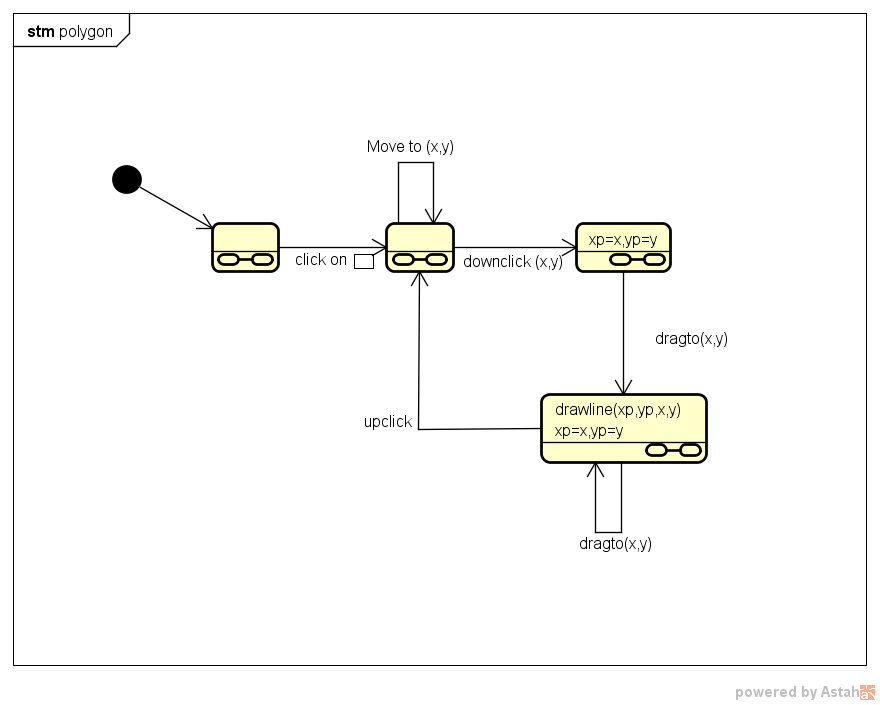 stm polygon
Move to (x,y)
click on
downclick (x,y)
xp=x,yp=y
dragto(x,y)
drawline(xp,yp,x,y)
xp=x,yp=y
upclick
dragto(x,y)
powered by Astah